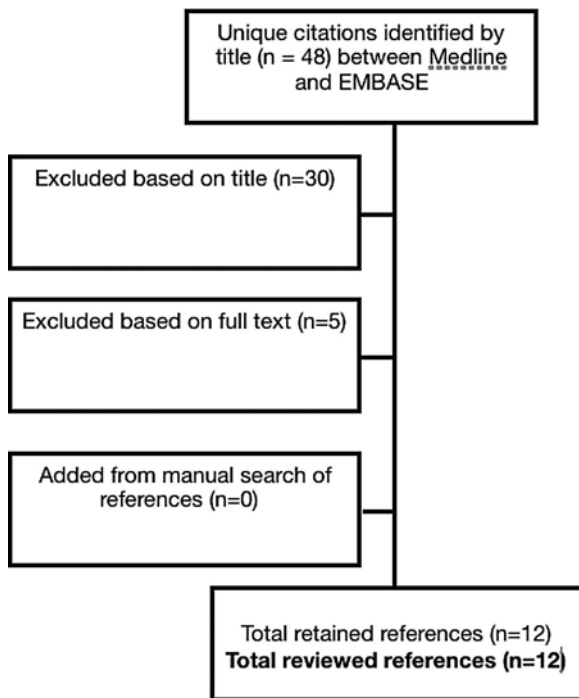 Unique citations identified by
title (n = 48) between Medline
and EMBASE
Excluded based on title (n=30)
Excluded based on full text (n=5)
Added from manual search of
references (n=0)
Total retained references (n=12)
Total reviewed references (n=12)